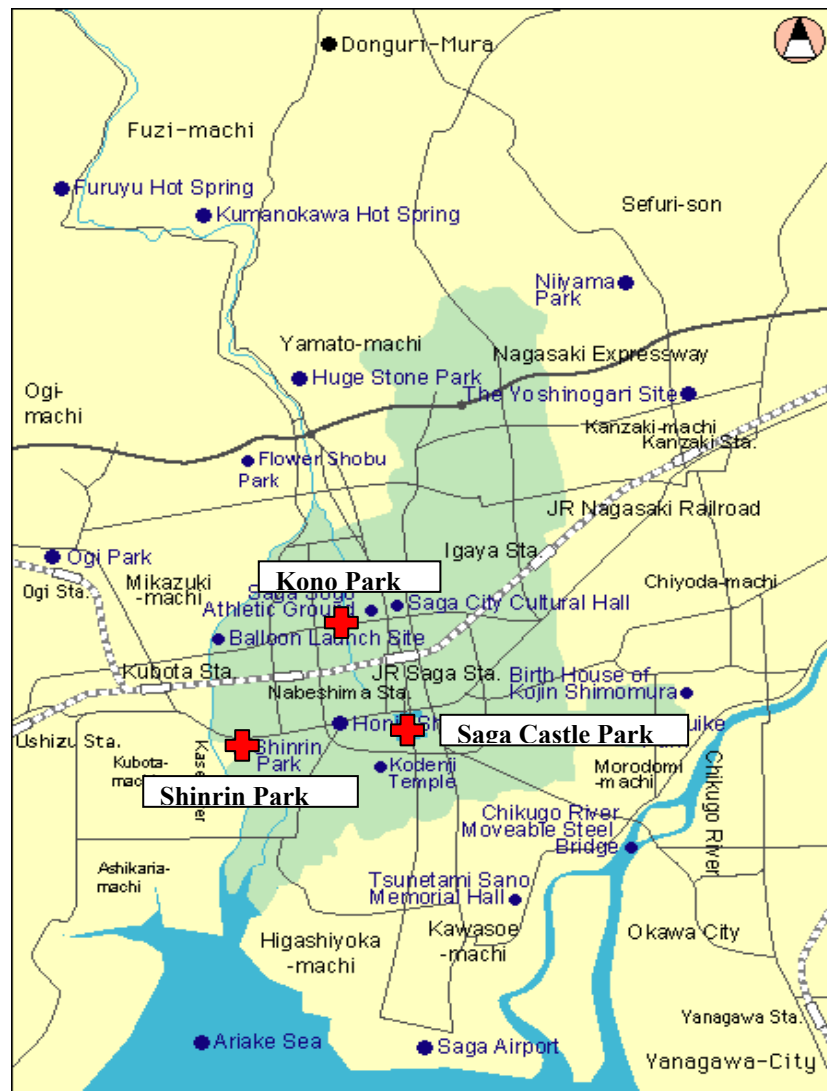 Donguri-Mura
Fuzi-machi
Furuyu Hot Spring
Kumanokawa Hot Spring
Sefuri-son
Niiyama
Park
Yamato-machi
Nagasaki Expressway
Huge Stone Park
Ogi-
machi
The Yoshinogari Site
Kanzaki-machi
Kanzaki Sta.
Flower Shobu
Park
JR Nagasaki Railroad
Igaya Sta.
Ogi Park
Ogi Sta.
Mikazuki
-machi
Kono Park
Chiyoda-machi
Saga Sogo
Athletic Ground
Saga City Cultural Hall
Balloon Launch Site
Kubota Sta.
JR Saga Sta.
Nabeshima Sta.
Birth House of
Kojin Shimomura
Ushizu Sta.
Saga Castle Park
Shinrin
Park
Kubota-
Kodenji
Temple
Morodomi
-machi
Shinrin Park
Chikugo River
Chikugo River
Moveable Steel
Bridge
Ashikaria-
machi
Tsunetami Sano
Memorial Hall
Higashiyoka
-machi
Kawasoe
-machi
Okawa City
Yanagawa Sta.
Ariake Sea
Saga Airport
Yanagawa-City